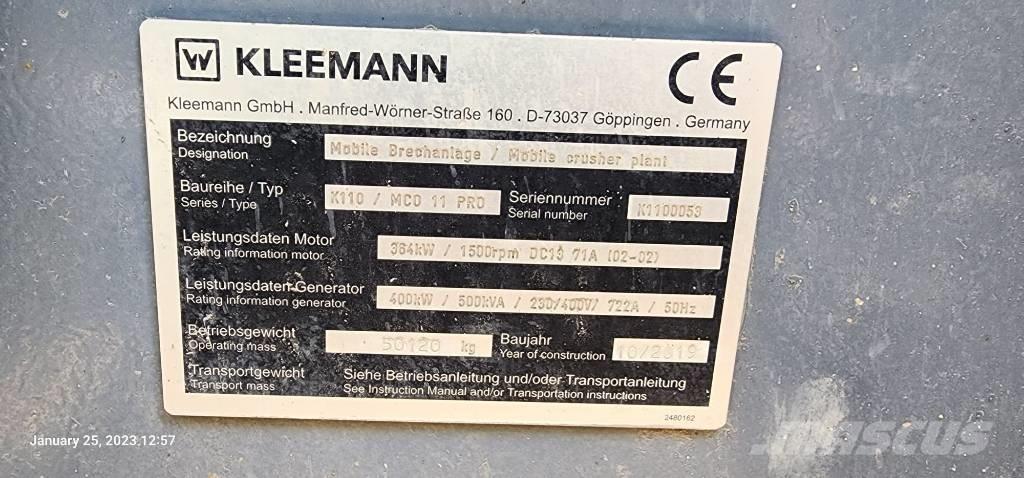 W KLEEMANN CE
Kleemann GmbH . Manfred-Wörner-Straße 160 . D-73037 Göppingen . Germany
Bezeichnung
Designation
Mobile Brechanlage / Mobile crusher plant
Baureihe / Typ
Series / Type
K110 / MCO 11 PRO
Seriennummer
Serial number
K1100053
Leistungsdaten Motor
Rating information motor
364kW / 1500rpm DC13 71A (02-02)
Leistungsdaten Generator
Rating information generator
400kW / 500kVA / 230/400V/ 722A / 50Hz
Betriebsgewicht
Operating mass
50120 kg
Baujahr
Year of construction
10/2019
Transportgewicht
Transport mass
Siehe Betriebsanleitung und/oder Transportanleitung
See Instruction Manual and/or Transportation instructions
2480162
January 25, 2023,12:57
mascus